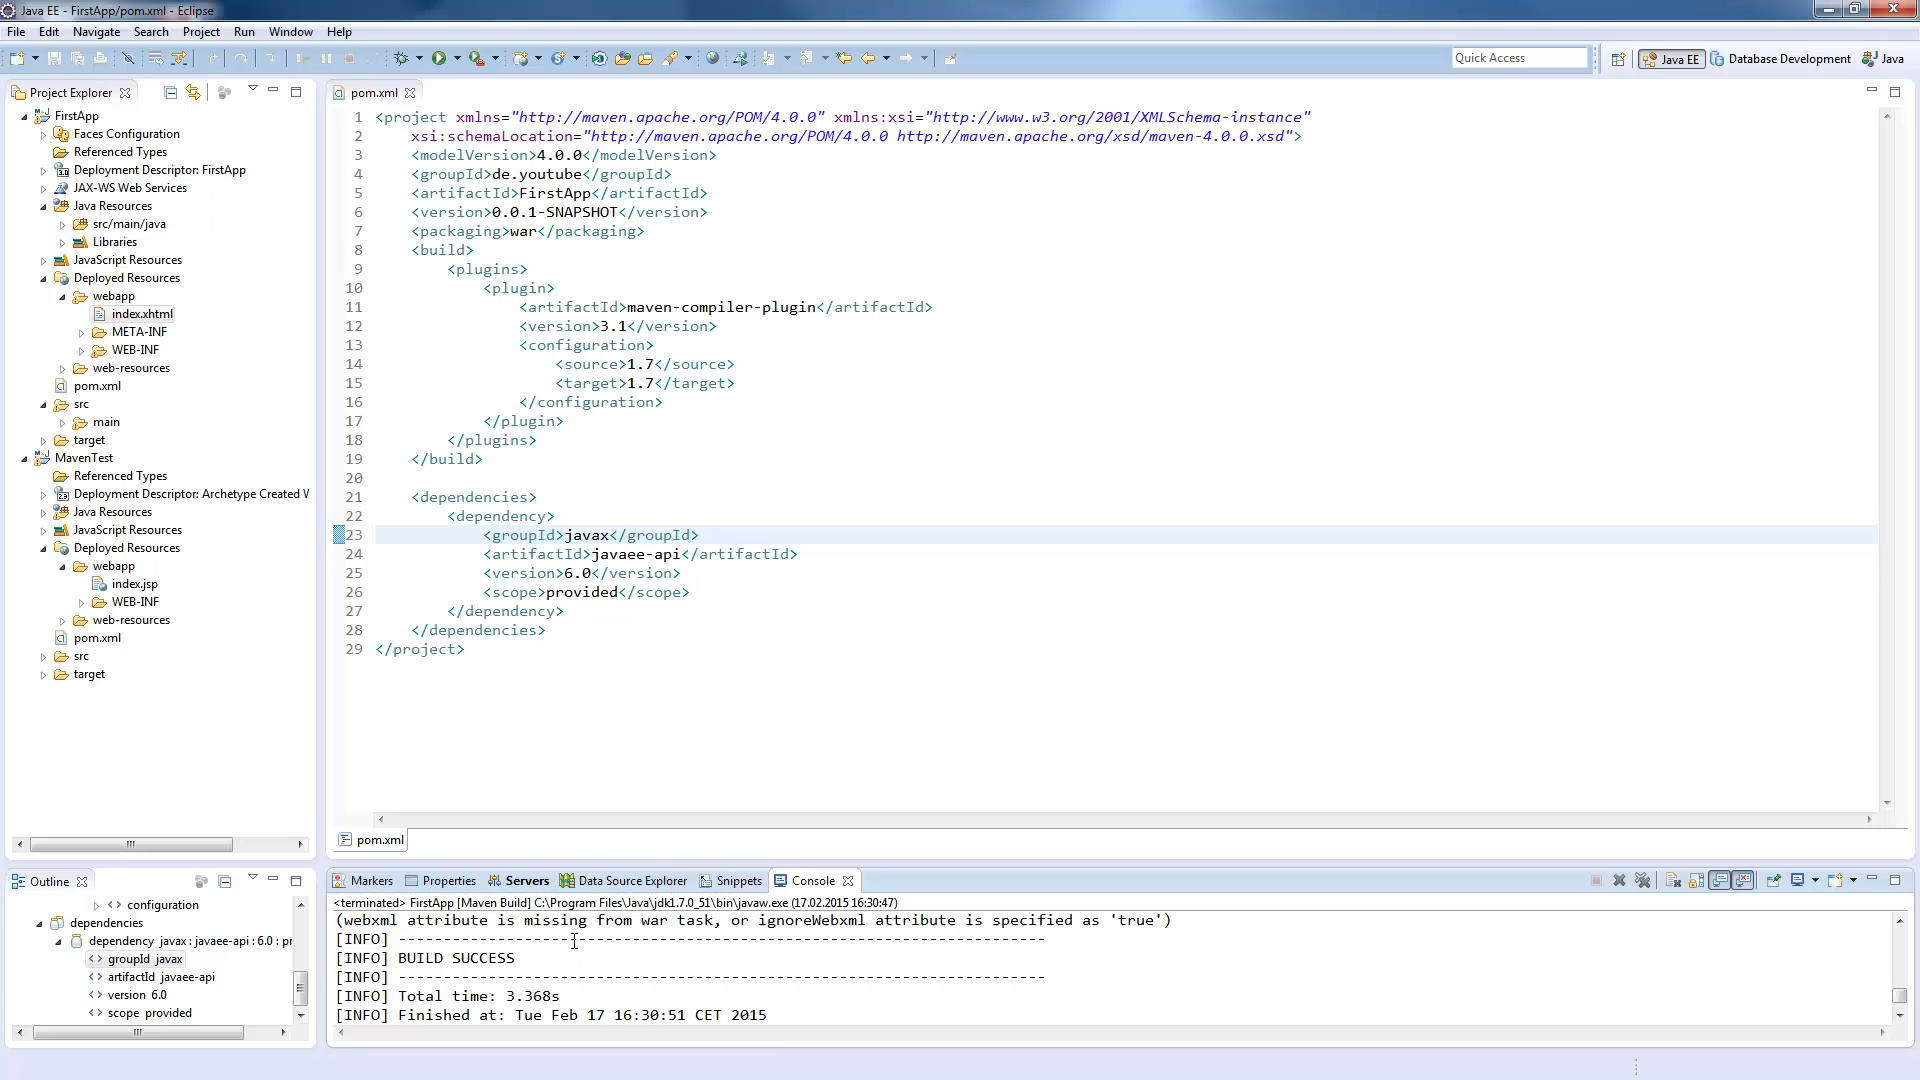 Java EE - FirstApp/pom.xml - Eclipse
File Edit Navigate Search Project Run Window Help
Quick Access
Java EE
Database Development
Java
Project Explorer
FirstApp
Faces Configuration
Referenced Types
Deployment Descriptor: FirstApp
JAX-WS Web Services
Java Resources
src/main/java
Libraries
JavaScript Resources
Deployed Resources
webapp
index.xhtml
META-INF
WEB-INF
web-resources
pom.xml
src
main
target
MavenTest
Referenced Types
Deployment Descriptor: Archetype Created W
Java Resources
JavaScript Resources
Deployed Resources
webapp
index.jsp
WEB-INF
web-resources
pom.xml
src
target
pom.xml
1 <project xmlns="http://maven.apache.org/POM/4.0.0" xmlns:xsi="http://www.w3.org/2001/XMLSchema-instance"
2 xsi:schemaLocation="http://maven.apache.org/POM/4.0.0 http://maven.apache.org/xsd/maven-4.0.0.xsd">
3 <modelVersion>4.0.0</modelVersion>
4 <groupId>de.youtube</groupId>
5 <artifactId>FirstApp</artifactId>
6 <version>0.0.1-SNAPSHOT</version>
7 <packaging>war</packaging>
8 <build>
9 <plugins>
10 <plugin>
11 <artifactId>maven-compiler-plugin</artifactId>
12 <version>3.1</version>
13 <configuration>
14 <source>1.7</source>
15 <target>1.7</target>
16 </configuration>
17 </plugin>
18 </plugins>
19 </build>
20
21 <dependencies>
22 <dependency>
23 <groupId>javax</groupId>
24 <artifactId>javaee-api</artifactId>
25 <version>6.0</version>
26 <scope>provided</scope>
27 </dependency>
28 </dependencies>
29 </project>
pom.xml
Outline
configuration
dependencies
dependency javax : javaee-api : 6.0 : pr
groupId javax
artifactId javaee-api
version 6.0
scope provided
Markers Properties Servers Data Source Explorer Snippets Console
<terminated> FirstApp [Maven Build] C:\Program Files\Java\jdk1.7.0_51\bin\javaw.exe (17.02.2015 16:30:47)
(webxml attribute is missing from war task, or ignoreWebxml attribute is specified as 'true')
[INFO] ------------------------------------------------------------------------
[INFO] BUILD SUCCESS
[INFO] ------------------------------------------------------------------------
[INFO] Total time: 3.368s
[INFO] Finished at: Tue Feb 17 16:30:51 CET 2015